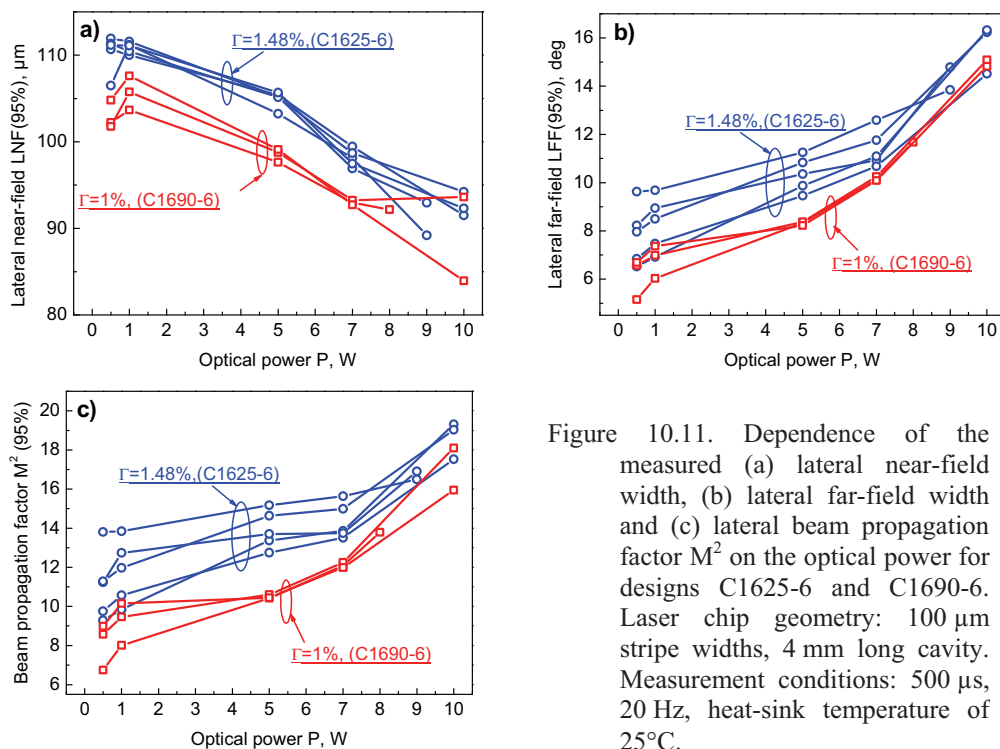 a)
Γ=1.48%,(C1625-6)
Γ=1%, (C1690-6)
Lateral near-field LNF(95%), µm
110
100
90
80
0 1 2 3 4 5 6 7 8 9 10
Optical power P, W
b)
Γ=1.48%,(C1625-6)
Γ=1%, (C1690-6)
Lateral far-field LFF(95%), deg
16
14
12
10
8
6
0 1 2 3 4 5 6 7 8 9 10
Optical power P, W
c)
Γ=1.48%,(C1625-6)
Γ=1%, (C1690-6)
Beam propagation factor M² (95%)
20
18
16
14
12
10
8
6
0 1 2 3 4 5 6 7 8 9 10
Optical power P, W
Figure 10.11. Dependence of the
measured (a) lateral near-field
width, (b) lateral far-field width
and (c) lateral beam propagation
factor M² on the optical power for
designs C1625-6 and C1690-6.
Laser chip geometry: 100 µm
stripe widths, 4 mm long cavity.
Measurement conditions: 500 µs,
20 Hz, heat-sink temperature of
25°C.